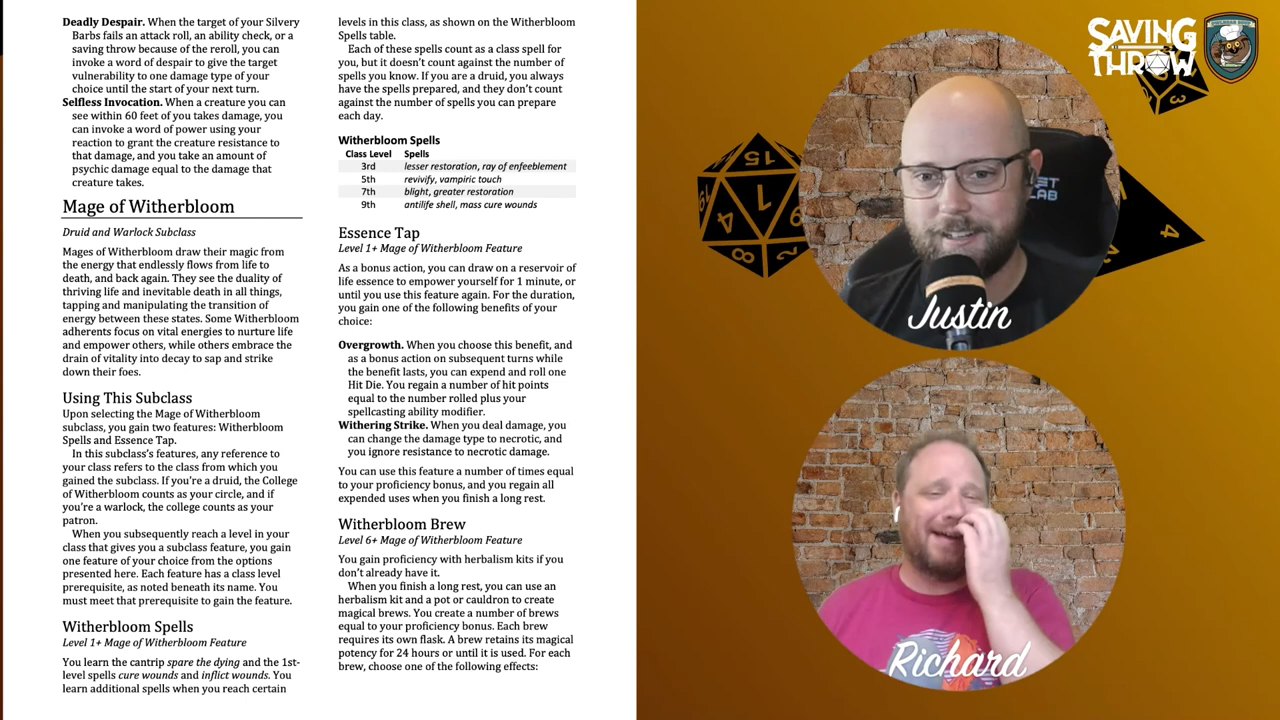 Deadly Despair. When the target of your Silvery
Barbs fails an attack roll, an ability check, or a
saving throw because of the reroll, you can
invoke a word of despair to give the target
vulnerability to one damage type of your
choice until the start of your next turn.
Selfless Invocation. When a creature you can
see within 60 feet of you takes damage, you
can invoke a word of power using your
reaction to grant the creature resistance to
that damage, and you take an amount of
psychic damage equal to the damage that
creature takes.
Mage of Witherbloom
Druid and Warlock Subclass
Mages of Witherbloom draw their magic from
the energy that endlessly flows from life to
death, and back again. They see the duality of
thriving life and inevitable death in all things,
tapping and manipulating the transition of
energy between these states. Some Witherbloom
adherents focus on vital energies to nurture life
and empower others, while others embrace the
drain of vitality into decay to sap and strike
down their foes.
Using This Subclass
Upon selecting the Mage of Witherbloom
subclass, you gain two features: Witherbloom
Spells and Essence Tap.
In this subclass's features, any reference to
your class refers to the class from which you
gained the subclass. If you're a druid, the College
of Witherbloom counts as your circle, and if
you're a warlock, the college counts as your
patron.
When you subsequently reach a level in your
class that gives you a subclass feature, you gain
one feature of your choice from the options
presented here. Each feature has a class level
prerequisite, as noted beneath its name. You
must meet that prerequisite to gain the feature.
Witherbloom Spells
Level 1+ Mage of Witherbloom Feature
You learn the cantrip spare the dying and the 1st-
level spells cure wounds and inflict wounds. You
learn additional spells when you reach certain
levels in this class, as shown on the Witherbloom
Spells table.
Each of these spells count as a class spell for
you, but it doesn't count against the number of
spells you know. If you are a druid, you always
have the spells prepared, and they don't count
against the number of spells you can prepare
each day.
Witherbloom Spells
Class Level Spells
3rd lesser restoration, ray of enfeeblement
5th revivify, vampiric touch
7th blight, greater restoration
9th antilife shell, mass cure wounds
Essence Tap
Level 1+ Mage of Witherbloom Feature
As a bonus action, you can draw on a reservoir of
life essence to empower yourself for 1 minute, or
until you use this feature again. For the duration,
you gain one of the following benefits of your
choice:
Overgrowth. When you choose this benefit, and
as a bonus action on subsequent turns while
the benefit lasts, you can expend and roll one
Hit Die. You regain a number of hit points
equal to the number rolled plus your
spellcasting ability modifier.
Withering Strike. When you deal damage, you
can change the damage type to necrotic, and
you ignore resistance to necrotic damage.
You can use this feature a number of times equal
to your proficiency bonus, and you regain all
expended uses when you finish a long rest.
Witherbloom Brew
Level 6+ Mage of Witherbloom Feature
You gain proficiency with herbalism kits if you
don't already have it.
When you finish a long rest, you can use an
herbalism kit and a pot or cauldron to create
magical brews. You create a number of brews
equal to your proficiency bonus. Each brew
requires its own flask. A brew retains its magical
potency for 24 hours or until it is used. For each
brew, choose one of the following effects:
SAVING
THROW
15
1
4
8
4
3
LAB
Justin
Richard